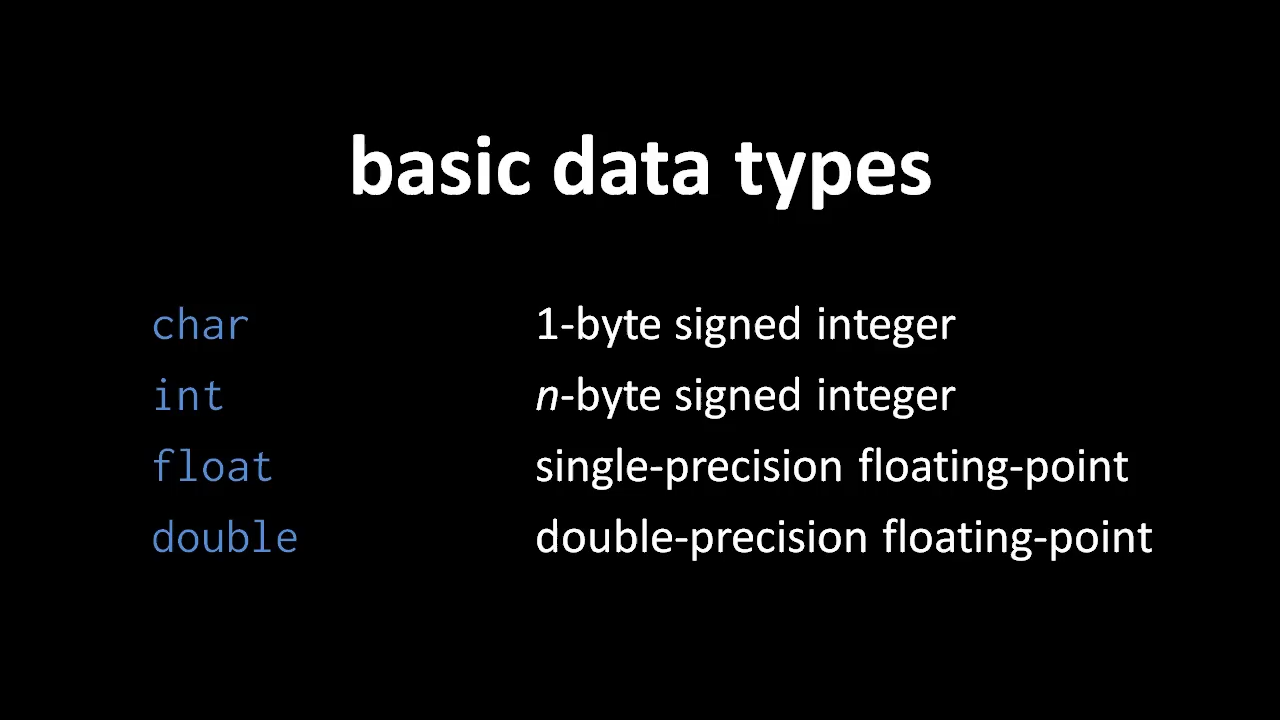 basic data types
char 1-byte signed integer
int n-byte signed integer
float single-precision floating-point
double double-precision floating-point